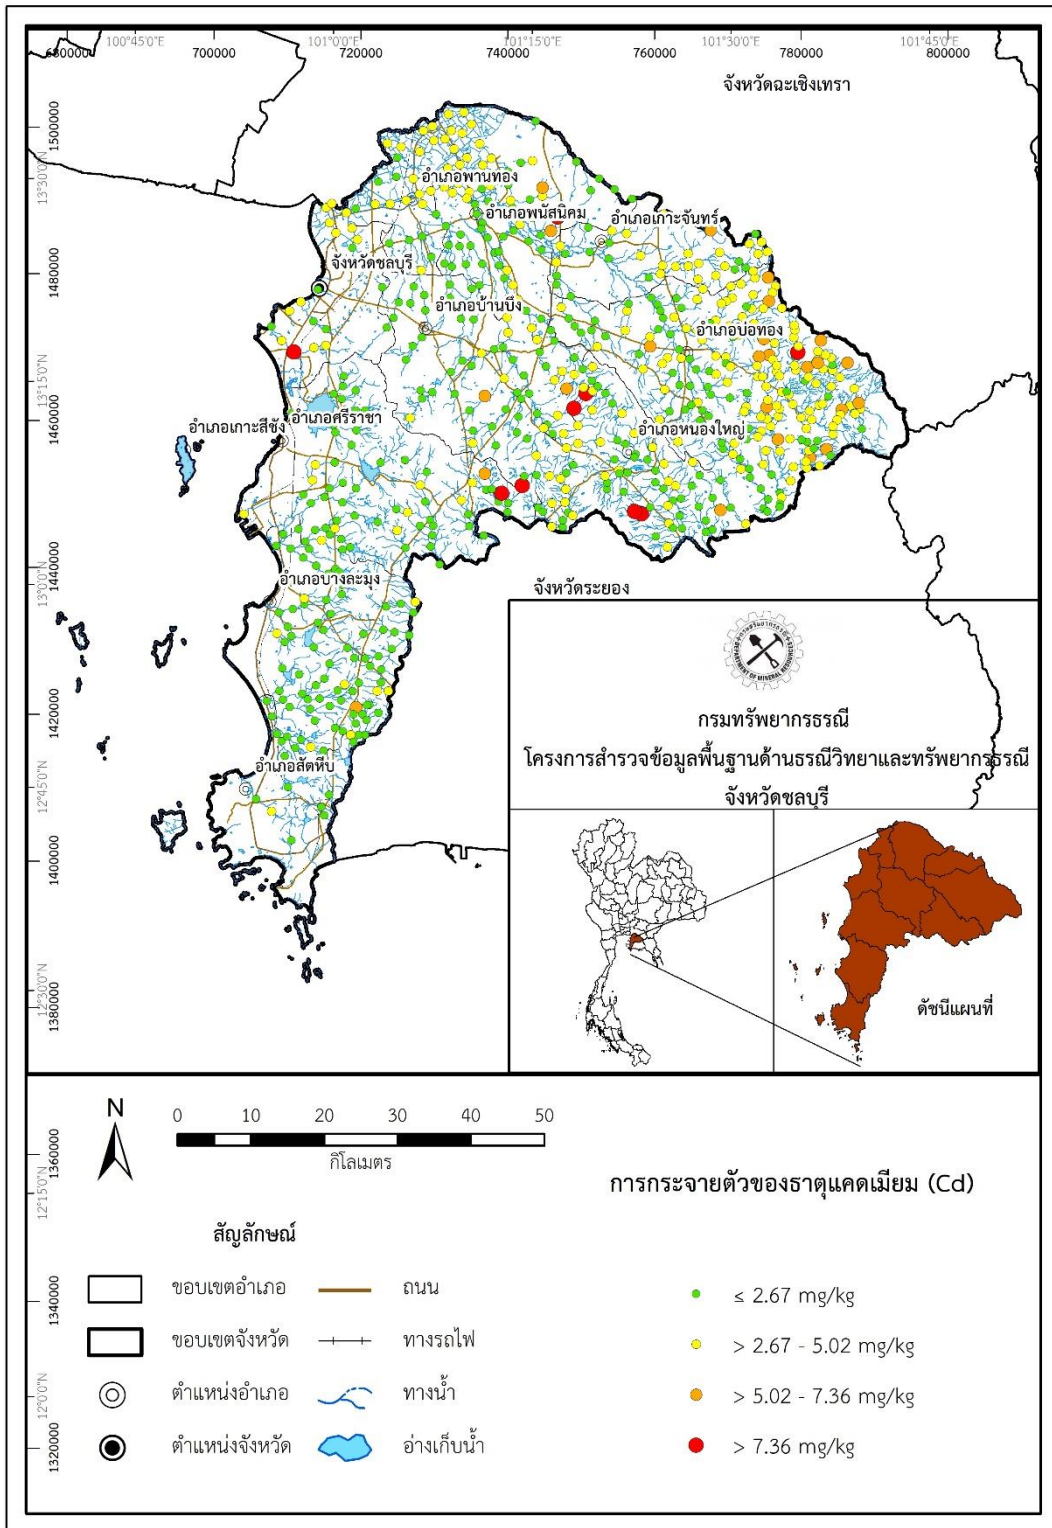 100°45'0"E 101°0'0"E 101°15'0"E 101°30'0"E 101°45'0"E
680000 700000 720000 740000 760000 780000 800000
จังหวัดฉะเชิงเทรา
1500000
13°30'0"N
อำเภอพานทอง
อำเภอพนัสนิคม
อำเภอเกาะจันทร์
1480000
จังหวัดชลบุรี
อำเภอบ้านบึง
อำเภอบ่อทอง
13°15'0"N
1460000
อำเภอศรีราชา
อำเภอเกาะสีชัง
อำเภอหนองใหญ่
1440000
13°0'0"N
อำเภอบางละมุง
จังหวัดระยอง
DEPARTMENT OF MINERAL RESOURCES
1420000
กรมทรัพยากรธรณี
โครงการสำรวจข้อมูลพื้นฐานด้านธรณีวิทยาและทรัพยากรธรณี
จังหวัดชลบุรี
อำเภอสัตหีบ
12°45'0"N
1400000
12°30'0"N
1380000
ดัชนีแผนที่
N
0 10 20 30 40 50
กิโลเมตร
1360000
12°15'0"N
การกระจายตัวของธาตุแคดเมียม (Cd)
สัญลักษณ์
ขอบเขตอำเภอ ถนน ≤ 2.67 mg/kg
1340000
ขอบเขตจังหวัด ทางรถไฟ > 2.67 - 5.02 mg/kg
12°0'0"N
ตำแหน่งอำเภอ ทางน้ำ > 5.02 - 7.36 mg/kg
1320000
ตำแหน่งจังหวัด อ่างเก็บน้ำ > 7.36 mg/kg